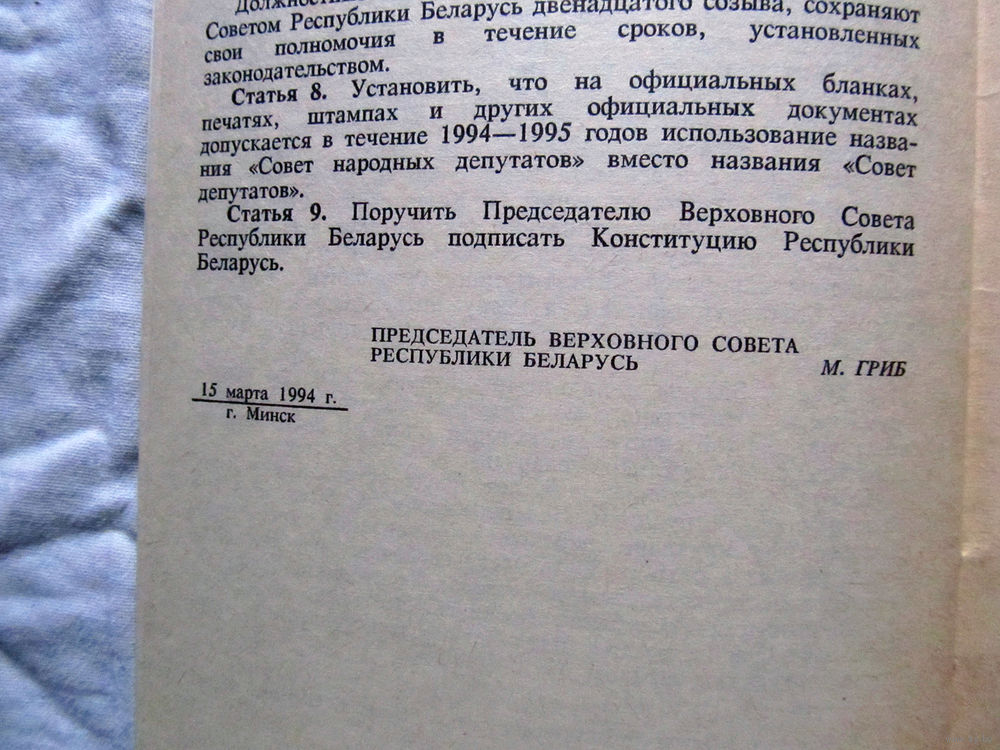 Советом Республики Беларусь двенадцатого созыва, сохраняют
свои полномочия в течение сроков, установленных
законодательством.
Статья 8. Установить, что на официальных бланках,
печатях, штампах и других официальных документах
допускается в течение 1994—1995 годов использование назва-
ния «Совет народных депутатов» вместо названия «Совет
депутатов».
Статья 9. Поручить Председателю Верховного Совета
Республики Беларусь подписать Конституцию Республики
Беларусь.
ПРЕДСЕДАТЕЛЬ ВЕРХОВНОГО СОВЕТА
РЕСПУБЛИКИ БЕЛАРУСЬ М. ГРИБ
15 марта 1994 г.
г. Минск